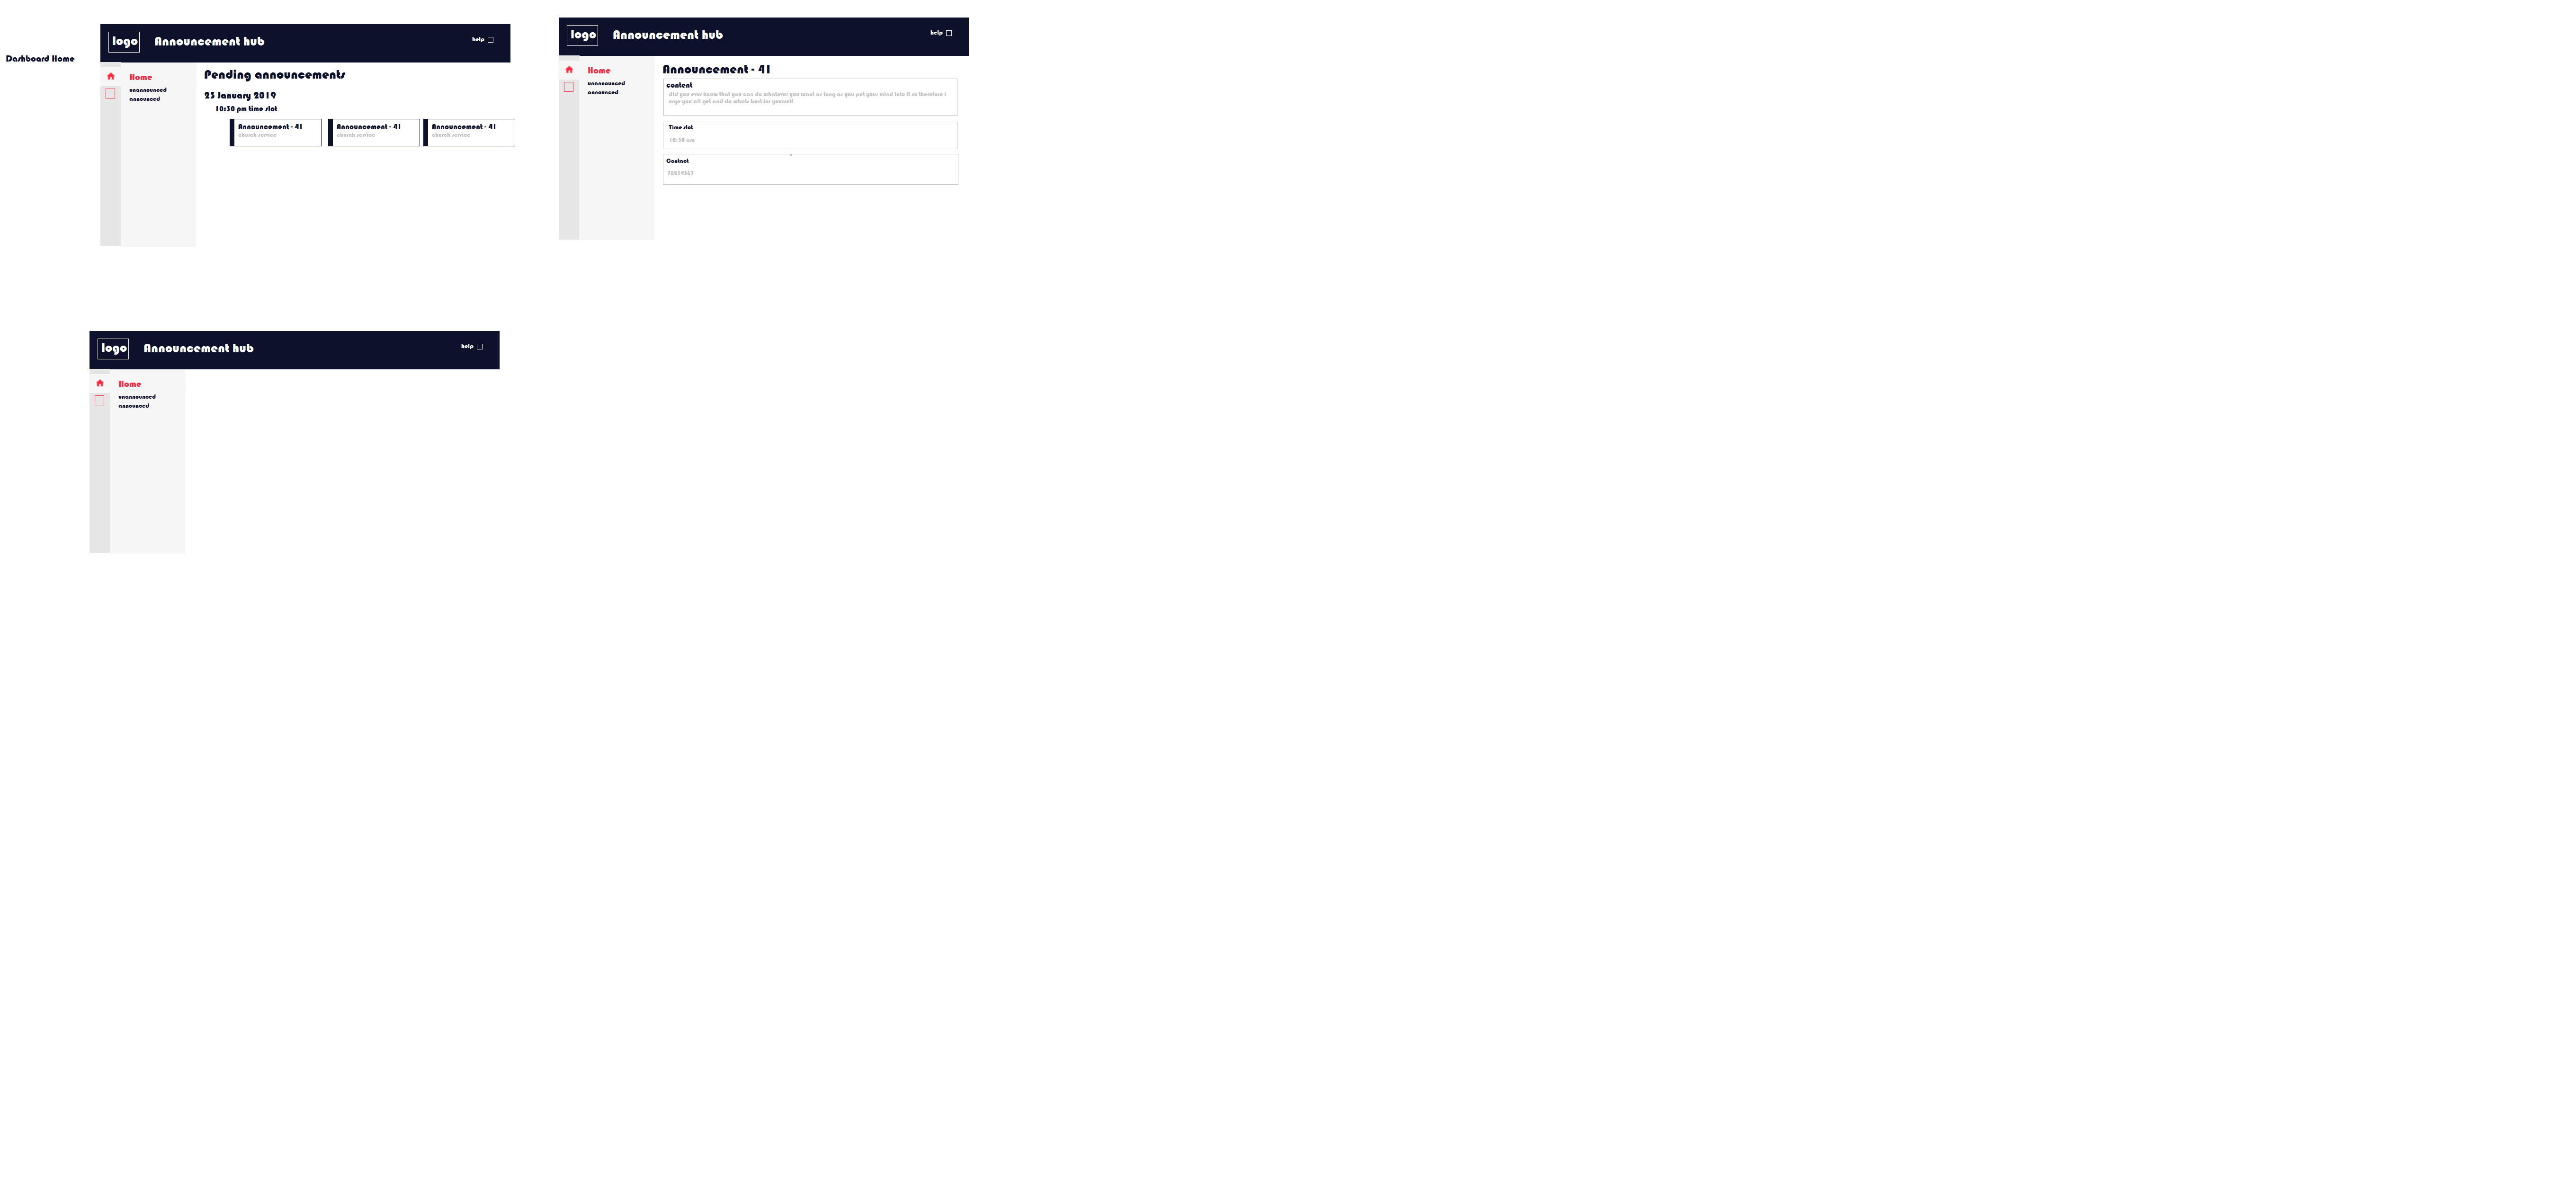 Dashboard Home
logo
Announcement hub
help
Home
unannounced
announced
Pending announcements
23 January 2019
10:30 pm time slot
Announcement - 41
church service
Announcement - 41
church service
Announcement - 41
church service
logo
Announcement hub
help
Home
unannounced
announced
Announcement - 41
content
did you ever know that you can do whatever you want as long as you put your mind into it so therefore i
urge you all get and do whats best for yourself
Time slot
10:30 am
Contact
70834567
logo
Announcement hub
help
Home
unannounced
announced